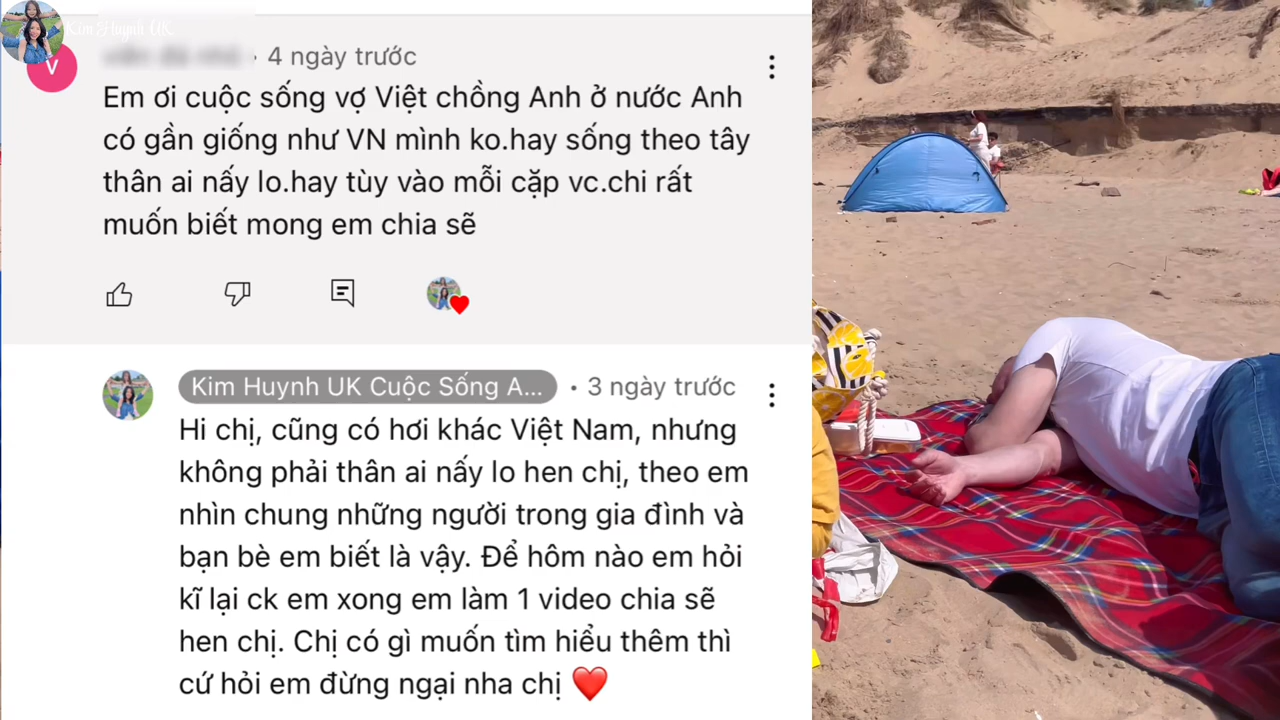 Kim Huynh UK
V
4 ngày trước
Em ơi cuộc sống vợ Việt chồng Anh ở nước Anh
có gần giống như VN mình ko.hay sống theo tây
thân ai nấy lo.hay tùy vào mỗi cặp vc.chi rất
muốn biết mong em chia sẽ
Kim Huynh UK Cuộc Sống A... • 3 ngày trước
Hi chị, cũng có hơi khác Việt Nam, nhưng
không phải thân ai nấy lo hen chị, theo em
nhìn chung những người trong gia đình và
bạn bè em biết là vậy. Để hôm nào em hỏi
kĩ lại ck em xong em làm 1 video chia sẽ
hen chị. Chị có gì muốn tìm hiểu thêm thì
cứ hỏi em đừng ngại nha chị ❤️